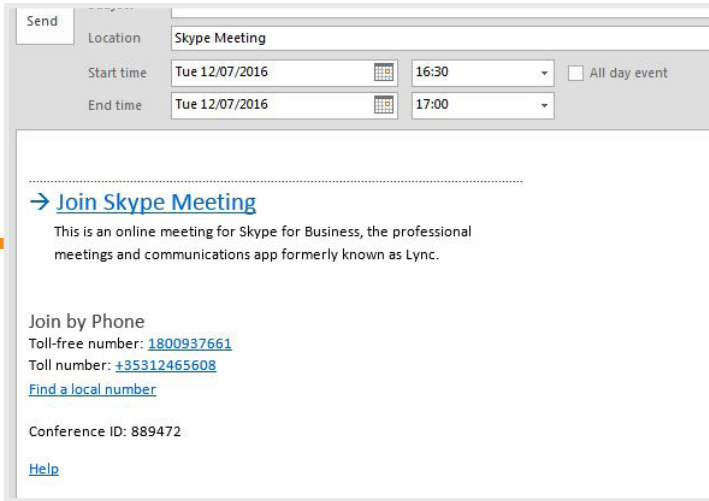 Send
Location Skype Meeting
Start time Tue 12/07/2016 16:30 All day event
End time Tue 12/07/2016 17:00
→ Join Skype Meeting
This is an online meeting for Skype for Business, the professional
meetings and communications app formerly known as Lync.
Join by Phone
Toll-free number: 1800937661
Toll number: +35312465608
Find a local number
Conference ID: 889472
Help